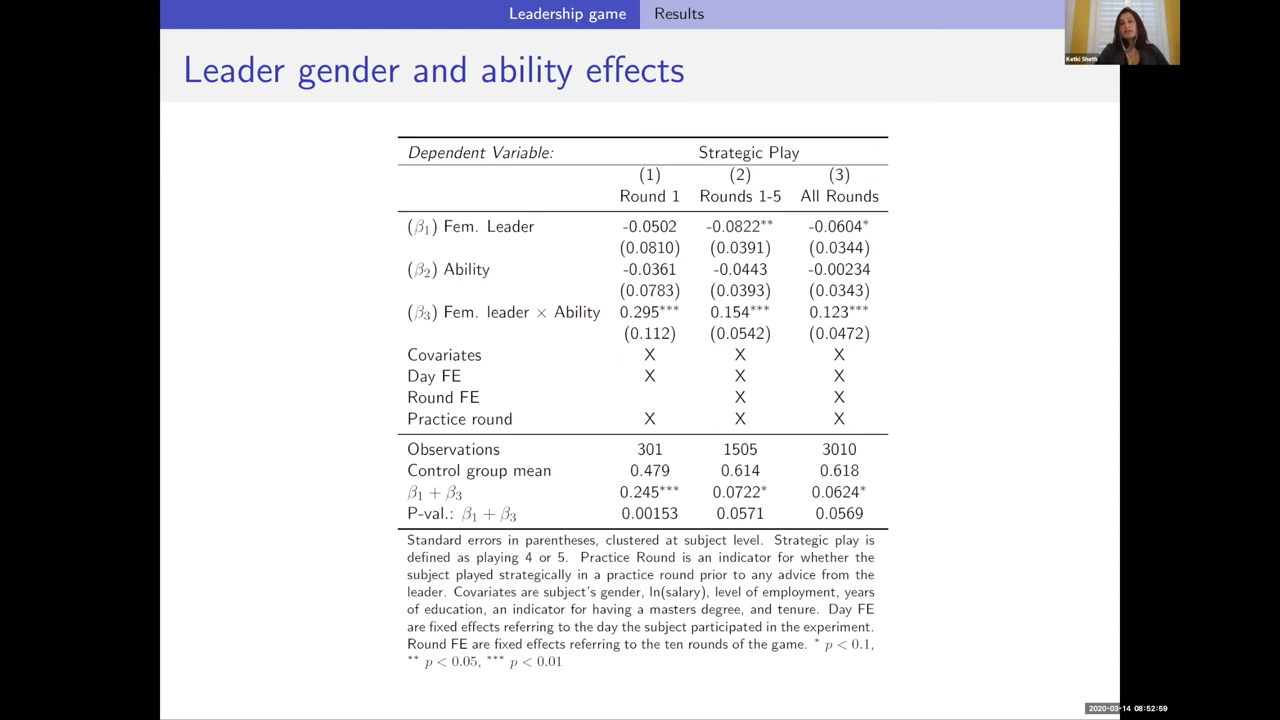 Leadership game Results
Ketki Sheth
Leader gender and ability effects
Dependent Variable: Strategic Play
(1) (2) (3)
Round 1 Rounds 1-5 All Rounds
(β₁) Fem. Leader -0.0502 -0.0822** -0.0604*
(0.0810) (0.0391) (0.0344)
(β₂) Ability -0.0361 -0.0443 -0.00234
(0.0783) (0.0393) (0.0343)
(β₃) Fem. leader × Ability 0.295*** 0.154*** 0.123***
(0.112) (0.0542) (0.0472)
Covariates X X X
Day FE X X X
Round FE X X
Practice round X X X
Observations 301 1505 3010
Control group mean 0.479 0.614 0.618
β₁ + β₃ 0.245*** 0.0722* 0.0624*
P-val.: β₁ + β₃ 0.00153 0.0571 0.0569
Standard errors in parentheses, clustered at subject level. Strategic play is
defined as playing 4 or 5. Practice Round is an indicator for whether the
subject played strategically in a practice round prior to any advice from the
leader. Covariates are subject's gender, ln(salary), level of employment, years
of education, an indicator for having a masters degree, and tenure. Day FE
are fixed effects referring to the day the subject participated in the experiment.
Round FE are fixed effects referring to the ten rounds of the game. * p < 0.1,
** p < 0.05, *** p < 0.01
2020-03-14 08:52:59